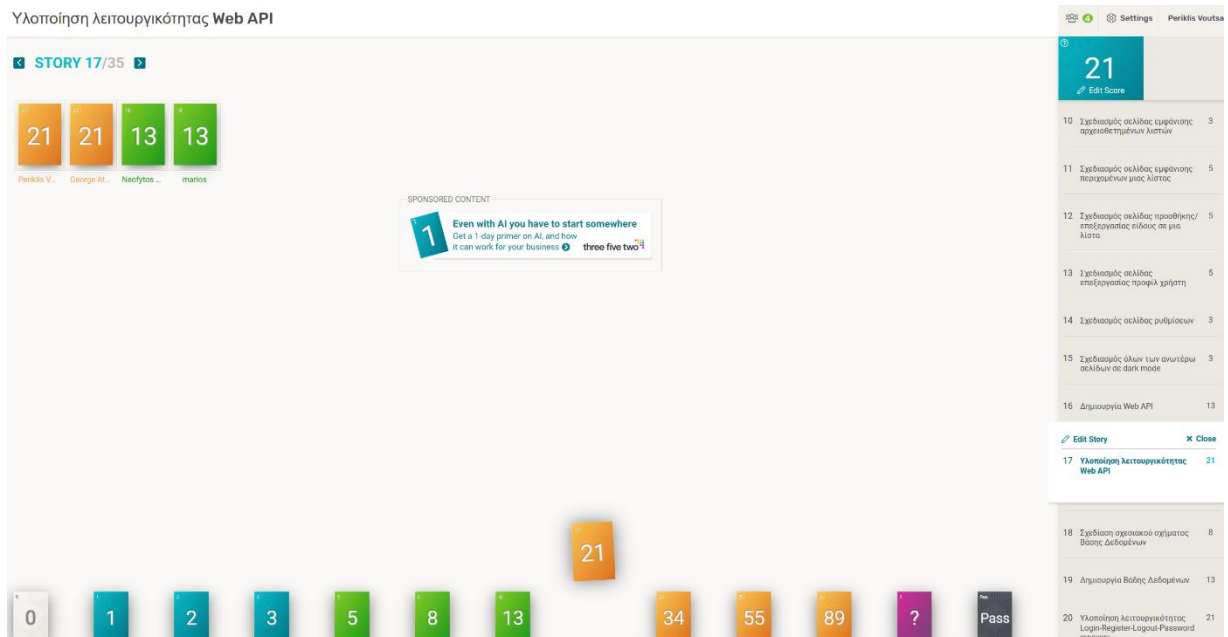 Υλοποίηση λειτουργικότητας Web API
4 Settings Periklis Voutsa
STORY 17/35
21
Edit Score
21 21 13 13
Periklis V... George At... Neofytos ... marios
SPONSORED CONTENT
1
Even with AI you have to start somewhere
Get a 1-day primer on AI, and how
it can work for your business
three five two
10 Σχεδιασμός σελίδας εμφάνισης 3
αρχειοθετημένων λιστών
11 Σχεδιασμός σελίδας εμφάνισης 5
περιχομένων μιας λίστας
12 Σχεδιασμός σελίδας προσθήκης/ 5
επεξεργασίας είδους σε μια
λίστα
13 Σχεδιασμός σελίδας 5
επεξεργασίας προφίλ χρήστη
14 Σχεδιασμός σελίδας ρυθμίσεων 3
15 Σχεδιασμός όλων των ανωτέρω 3
σελίδων σε dark mode
16 Δημιουργία Web API 13
Edit Story Close
17 Υλοποίηση λειτουργικότητας 21
Web API
18 Σχεδίαση σχεσιακού σχήματος 8
Βάσης Δεδομένων
19 Δημιουργία Βάδης Δεδομένων 13
20 Υλοποίηση λειτουργικότητας 21
Login-Register-Logout-Password
21
0 1 2 3 5 8 13 34 55 89 ? Pass